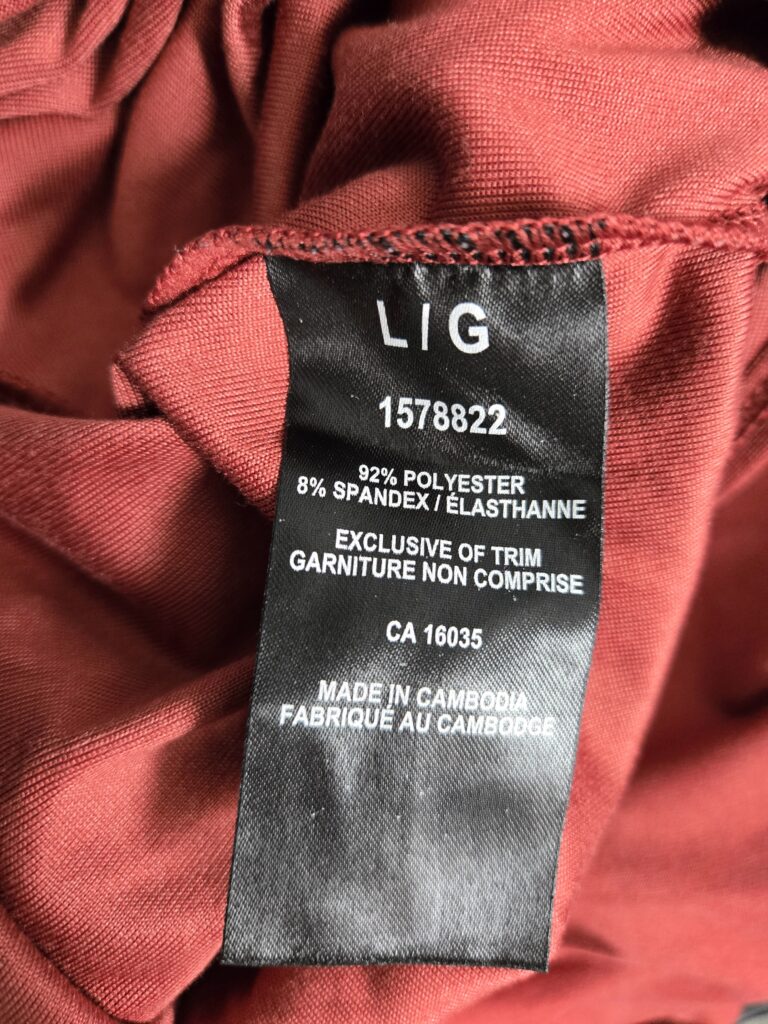 L/G
1578822
92% POLYESTER
8% SPANDEX / ÉLASTHANNE
EXCLUSIVE OF TRIM
GARNITURE NON COMPRISE
CA 16035
MADE IN CAMBODIA
FABRIQUÉ AU CAMBODGE